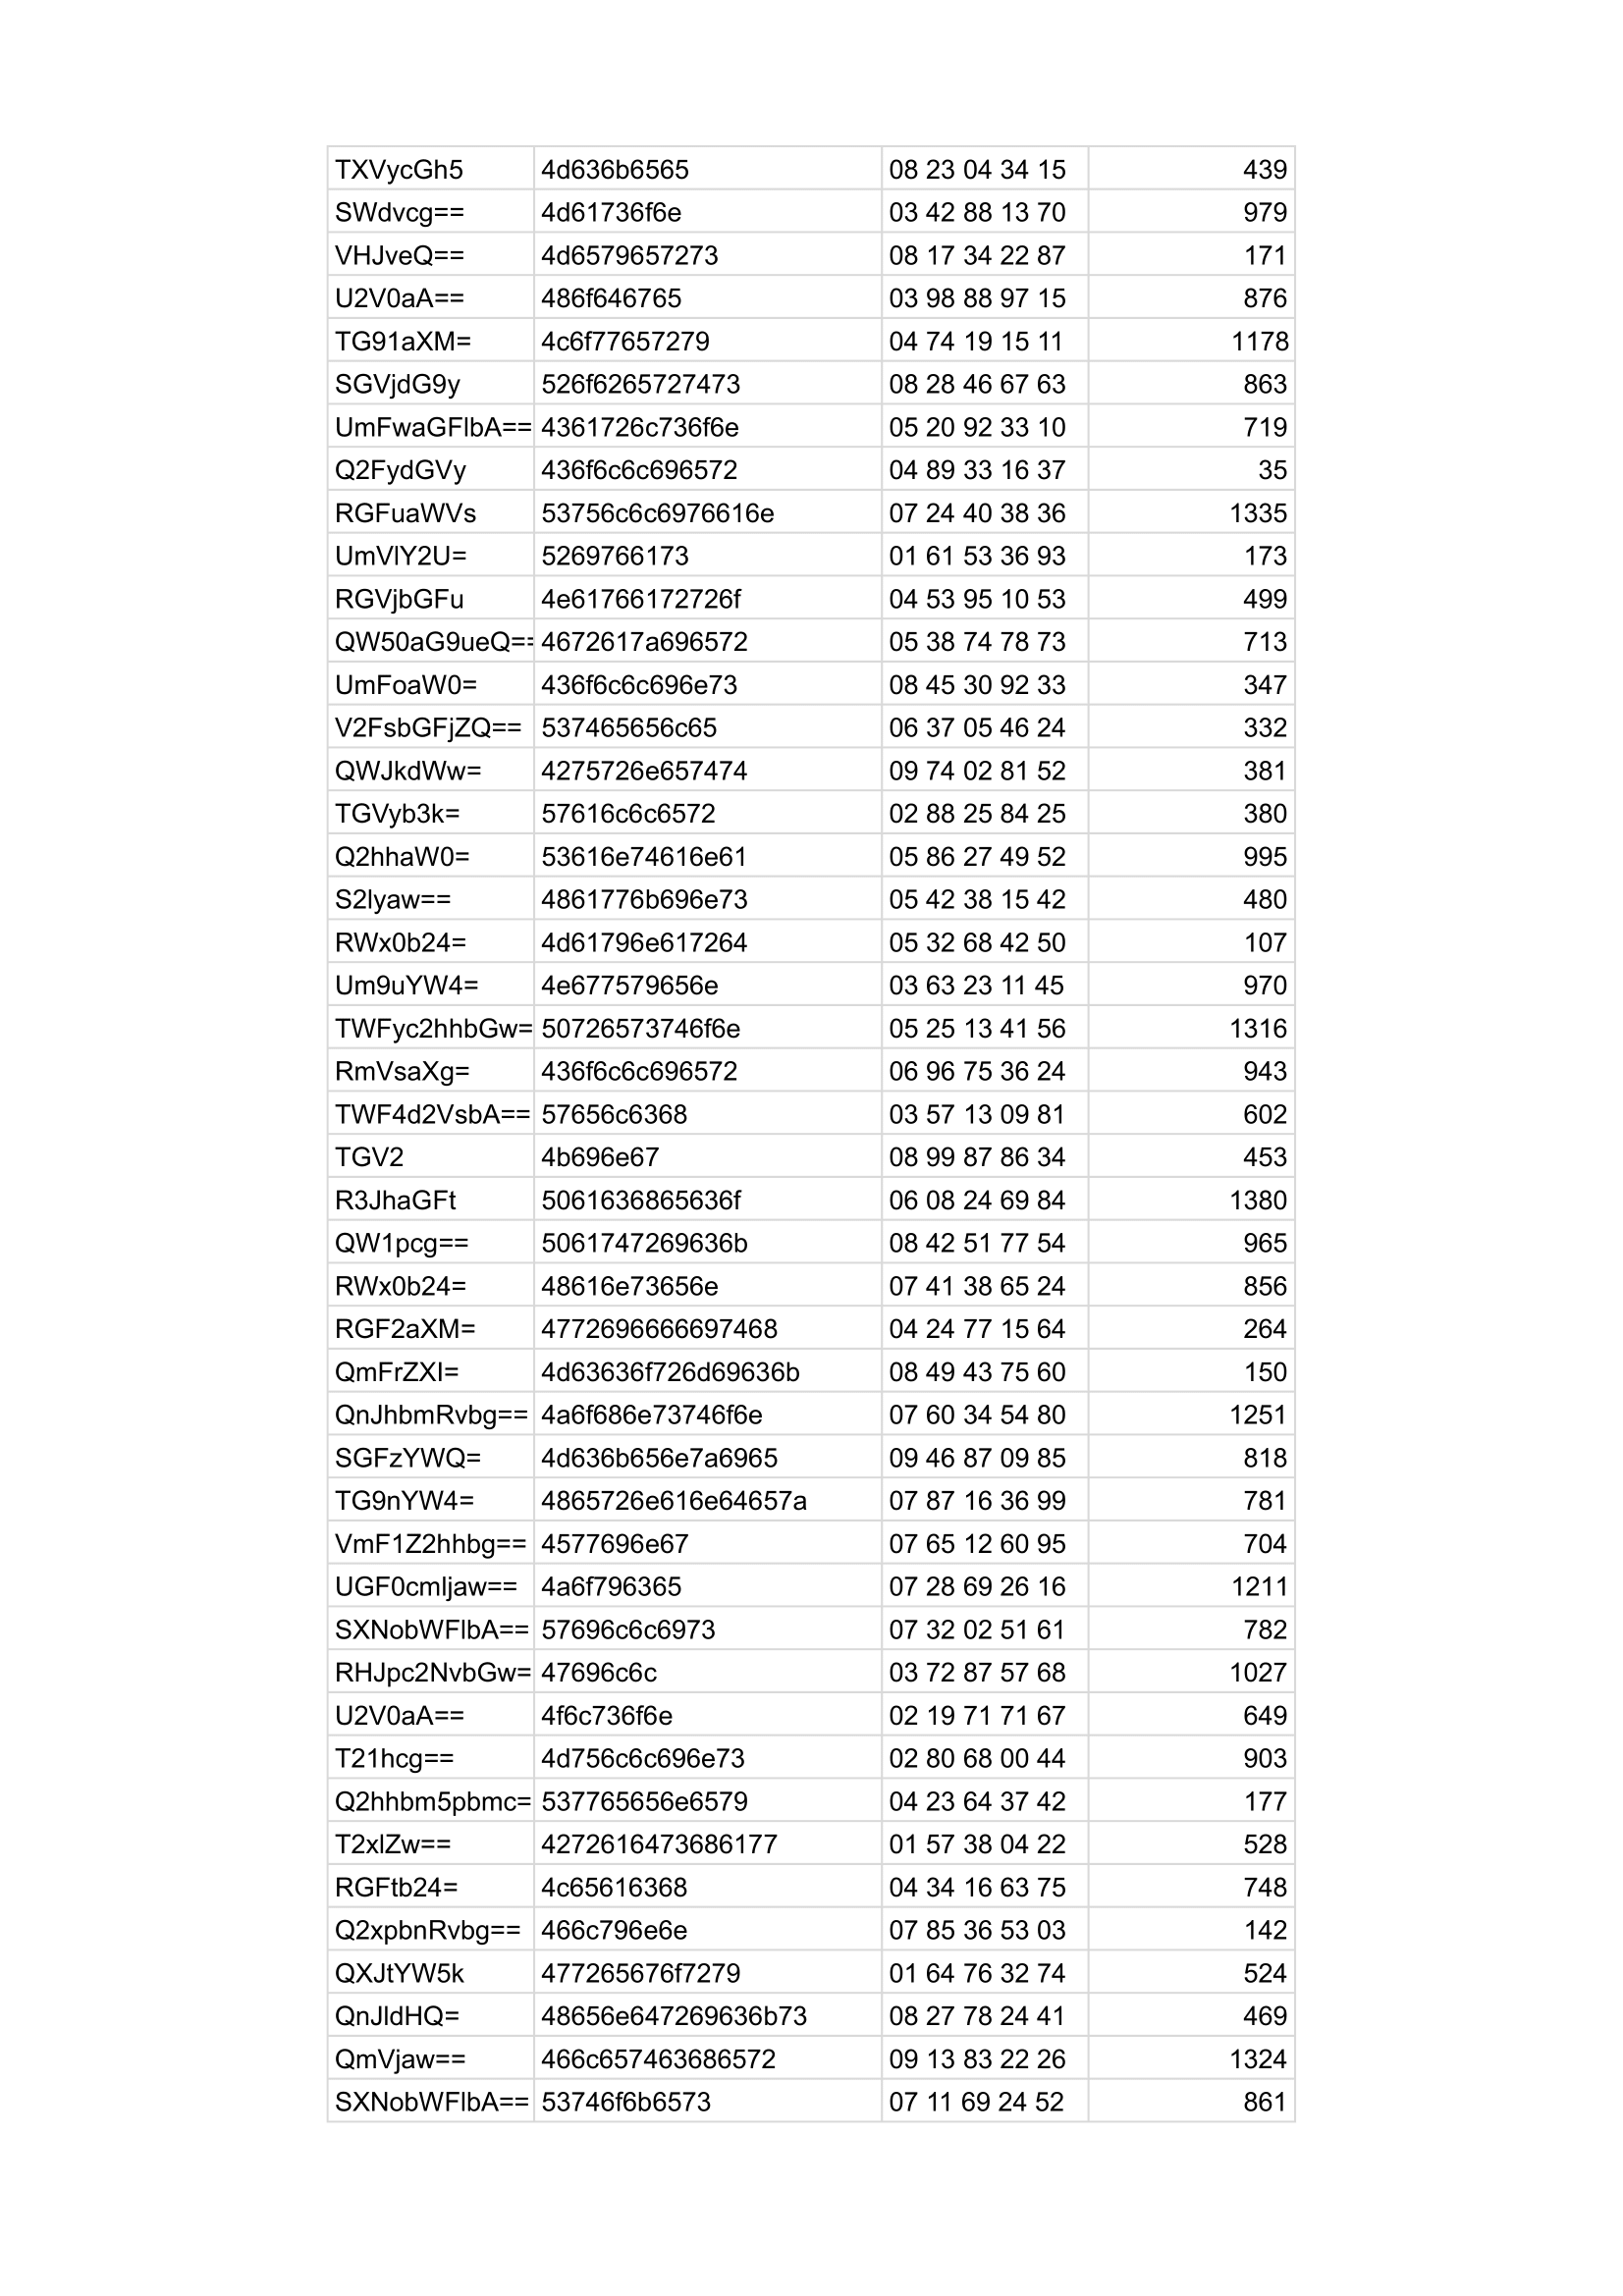 TXVycGh5 4d636b6565 08 23 04 34 15 439
SWdvcg== 4d61736f6e 03 42 88 13 70 979
VHJveQ== 4d6579657273 08 17 34 22 87 171
U2V0aA== 486f646765 03 98 88 97 15 876
TG91aXM= 4c6f77657279 04 74 19 15 11 1178
SGVjdG9y 526f6265727473 08 28 46 67 63 863
UmFwaGFlbA== 4361726c736f6e 05 20 92 33 10 719
Q2FydGVy 436f6c6c696572 04 89 33 16 37 35
RGFuaWVs 53756c6c6976616e 07 24 40 38 36 1335
UmVlY2U= 5269766173 01 61 53 36 93 173
RGVjbGFu 4e61766172726f 04 53 95 10 53 499
QW50aG9ueQ== 4672617a696572 05 38 74 78 73 713
UmFoaW0= 436f6c6c696e73 08 45 30 92 33 347
V2FsbGFjZQ== 537465656c65 06 37 05 46 24 332
QWJkdWw= 4275726e657474 09 74 02 81 52 381
TGVyb3k= 57616c6c6572 02 88 25 84 25 380
Q2hhaW0= 53616e74616e61 05 86 27 49 52 995
S2lyaw== 4861776b696e73 05 42 38 15 42 480
RWx0b24= 4d61796e617264 05 32 68 42 50 107
Um9uYW4= 4e677579656e 03 63 23 11 45 970
TWFyc2hhbGw= 50726573746f6e 05 25 13 41 56 1316
RmVsaXg= 436f6c6c696572 06 96 75 36 24 943
TWF4d2VsbA== 57656c6368 03 57 13 09 81 602
TGV2 4b696e67 08 99 87 86 34 453
R3JhaGFt 5061636865636f 06 08 24 69 84 1380
QW1pcg== 5061747269636b 08 42 51 77 54 965
RWx0b24= 48616e73656e 07 41 38 65 24 856
RGF2aXM= 4772696666697468 04 24 77 15 64 264
QmFrZXI= 4d63636f726d69636b 08 49 43 75 60 150
QnJhbmRvbg== 4a6f686e73746f6e 07 60 34 54 80 1251
SGFzYWQ= 4d636b656e7a6965 09 46 87 09 85 818
TG9nYW4= 4865726e616e64657a 07 87 16 36 99 781
VmF1Z2hhbg== 4577696e67 07 65 12 60 95 704
UGF0cmljaw== 4a6f796365 07 28 69 26 16 1211
SXNobWFlbA== 57696c6c6973 07 32 02 51 61 782
RHJpc2NvbGw= 47696c6c 03 72 87 57 68 1027
U2V0aA== 4f6c736f6e 02 19 71 71 67 649
T21hcg== 4d756c6c696e73 02 80 68 00 44 903
Q2hhbm5pbmc= 537765656e6579 04 23 64 37 42 177
T2xlZw== 4272616473686177 01 57 38 04 22 528
RGFtb24= 4c65616368 04 34 16 63 75 748
Q2xpbnRvbg== 466c796e6e 07 85 36 53 03 142
QXJtYW5k 477265676f7279 01 64 76 32 74 524
QnJldHQ= 48656e647269636b73 08 27 78 24 41 469
QmVjaw== 466c657463686572 09 13 83 22 26 1324
SXNobWFlbA== 53746f6b6573 07 11 69 24 52 861